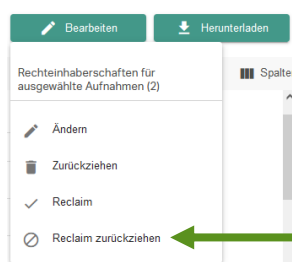 Bearbeiten
Herunterladen
Rechteinhaberschaften für
ausgewählte Aufnahmen (2)
Spalte
Ändern
Zurückziehen
Reclaim
Reclaim zurückziehen